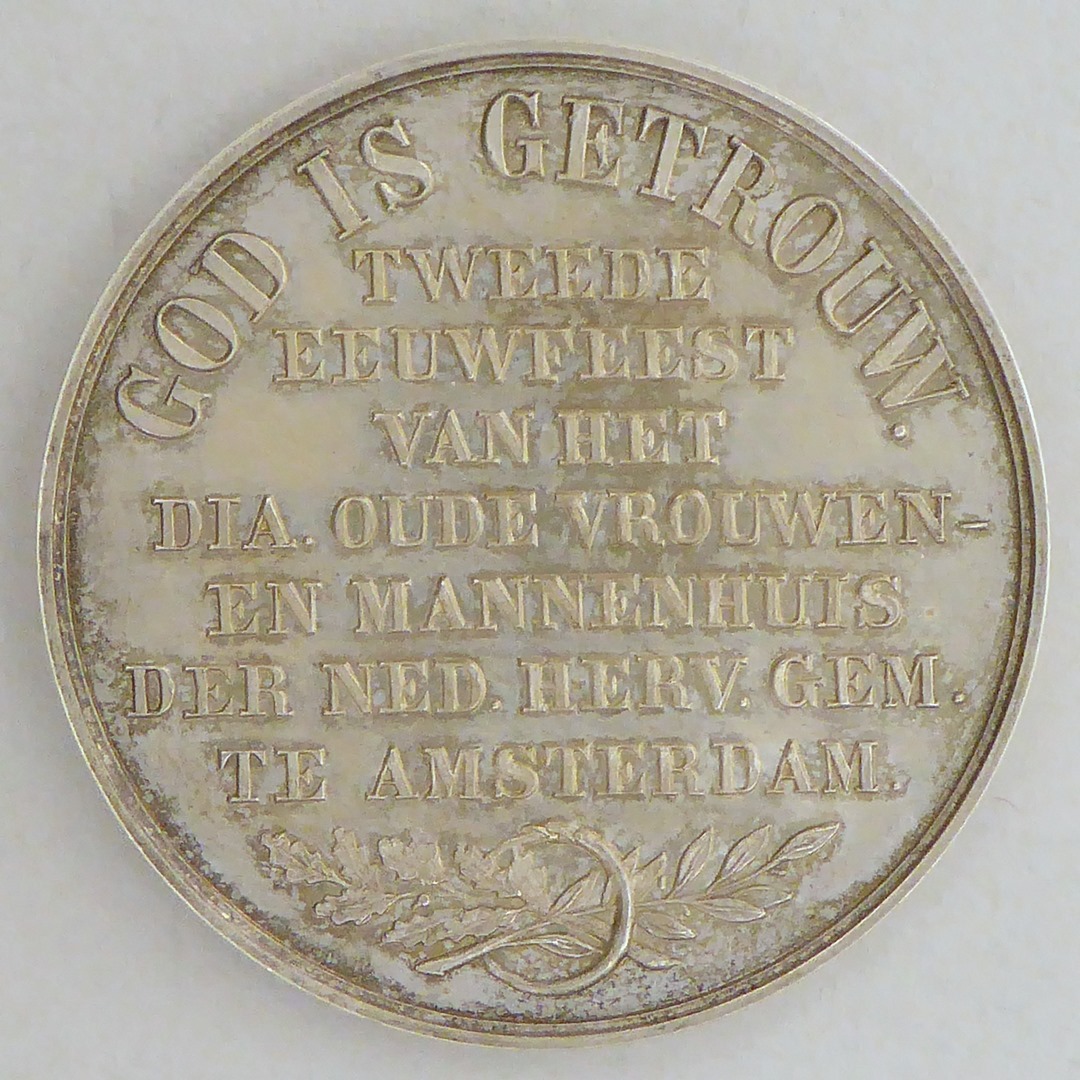 GOD IS GETROUW.
TWEEDE
EEUWFEEST
VAN HET
DIA. OUDE VROUWEN-
EN MANNENHUIS
DER NED. HERV. GEM.
TE AMSTERDAM.